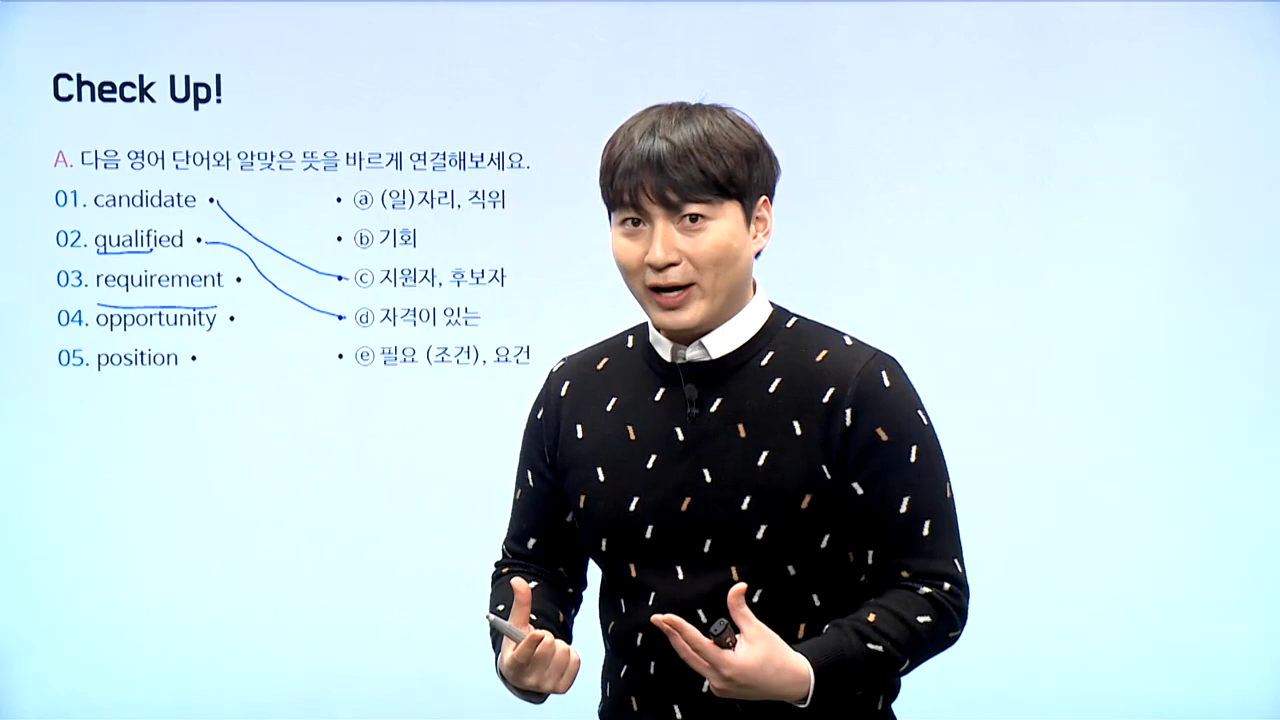 Check Up!
A. 다음 영어 단어와 알맞은 뜻을 바르게 연결해보세요.
01. candidate • • ⓐ (일)자리, 직위
02. qualified • • ⓑ 기회
03. requirement • • ⓒ 지원자, 후보자
04. opportunity • • ⓓ 자격이 있는
05. position • • ⓔ 필요 (조건), 요건